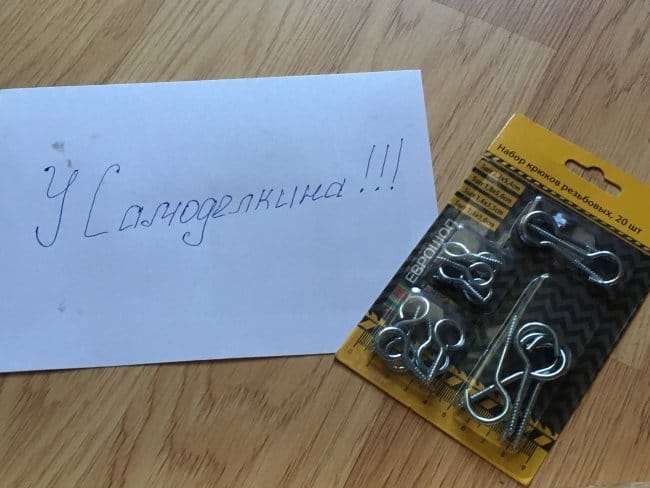 У Самоделкина!!!
Набор крюков резьбовых, 20 шт
ЕВРОШОП